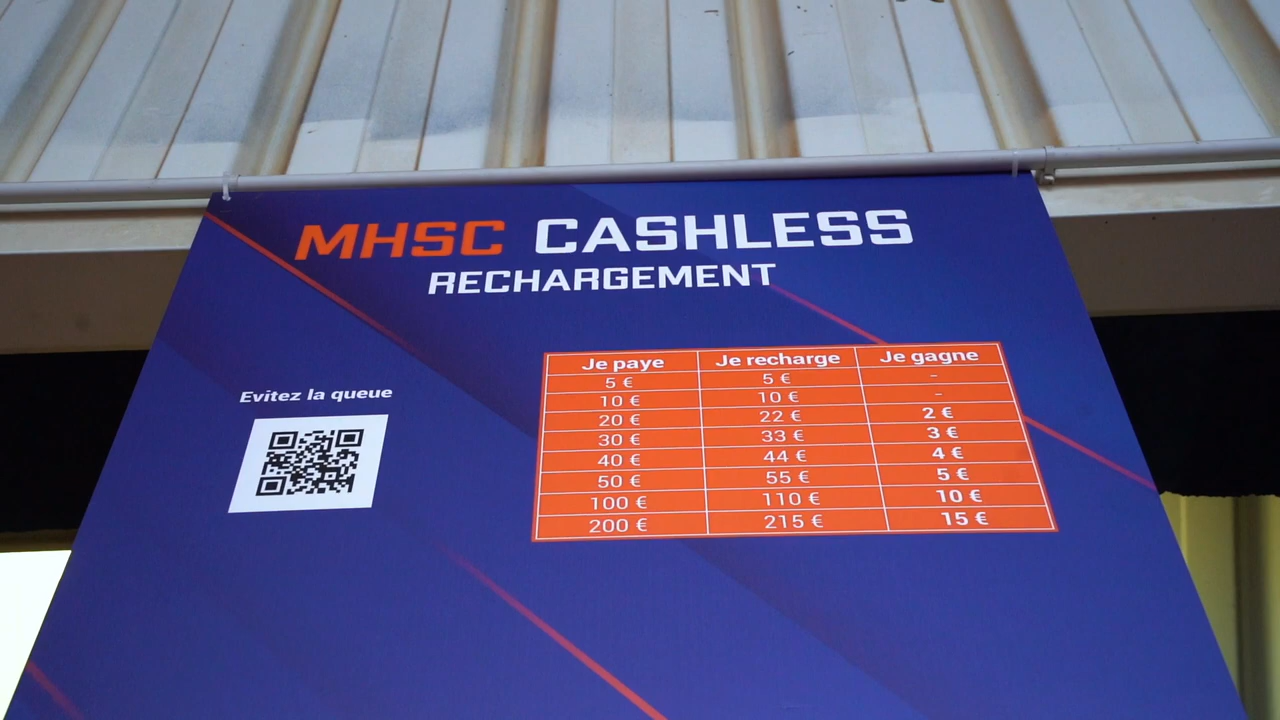 MHSC CASHLESS
RECHARGEMENT
Evitez la queue
Je paye Je recharge Je gagne
5 € 5 € -
10 € 10 € -
20 € 22 € 2 €
30 € 33 € 3 €
40 € 44 € 4 €
50 € 55 € 5 €
100 € 110 € 10 €
200 € 215 € 15 €